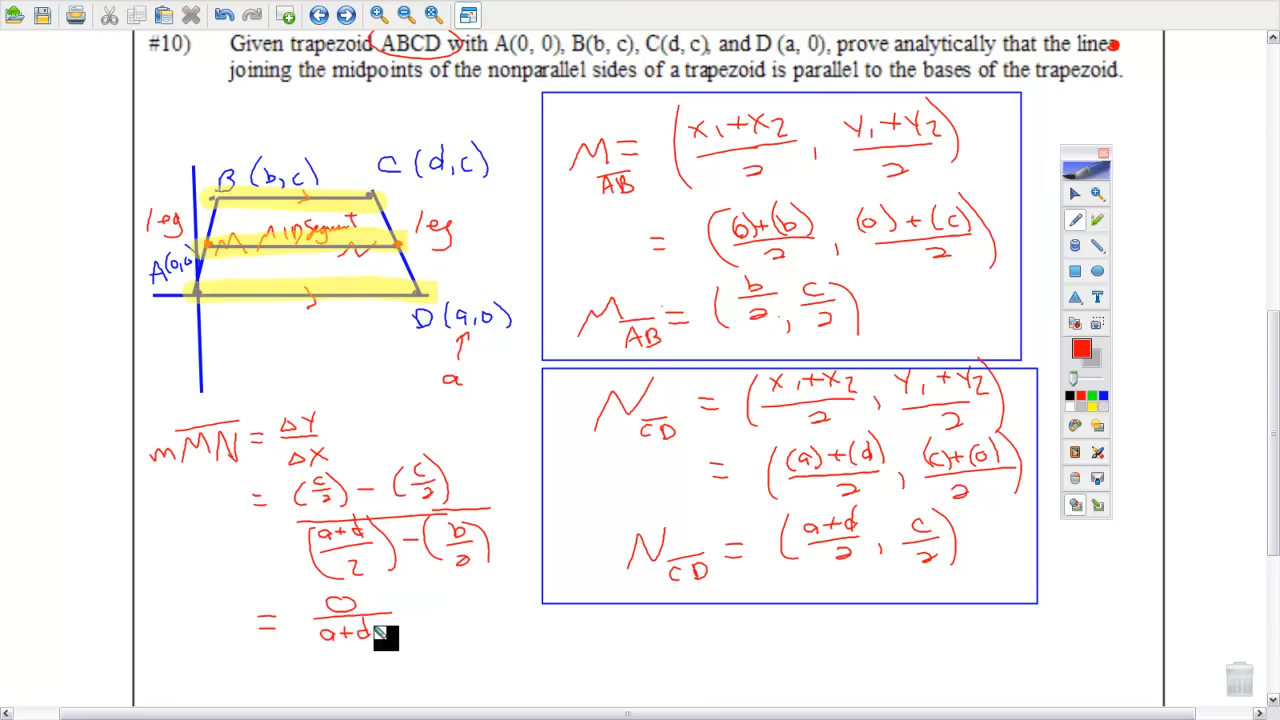 #10) Given trapezoid ABCD with A(0, 0), B(b, c), C(d, c), and D (a, 0), prove analytically that the line
joining the midpoints of the nonparallel sides of a trapezoid is parallel to the bases of the trapezoid.
B (b,c)
C (d,c)
leg
M MIDSegment
N
leg
A(0,0)
D (a,0)
a
M AB = (x1+x2/2, y1+y2/2)
= ((0)+(b)/2, (0)+(c)/2)
M AB = (b/2, c/2)
N CD = (x1+x2/2, y1+y2/2)
= ((a)+(d)/2, (c)+(0)/2)
N CD = (a+d/2, c/2)
m MN = ΔY/ΔX
= (c/2) - (c/2) / (a+d/2) - (b/2)
= 0/a+d
T